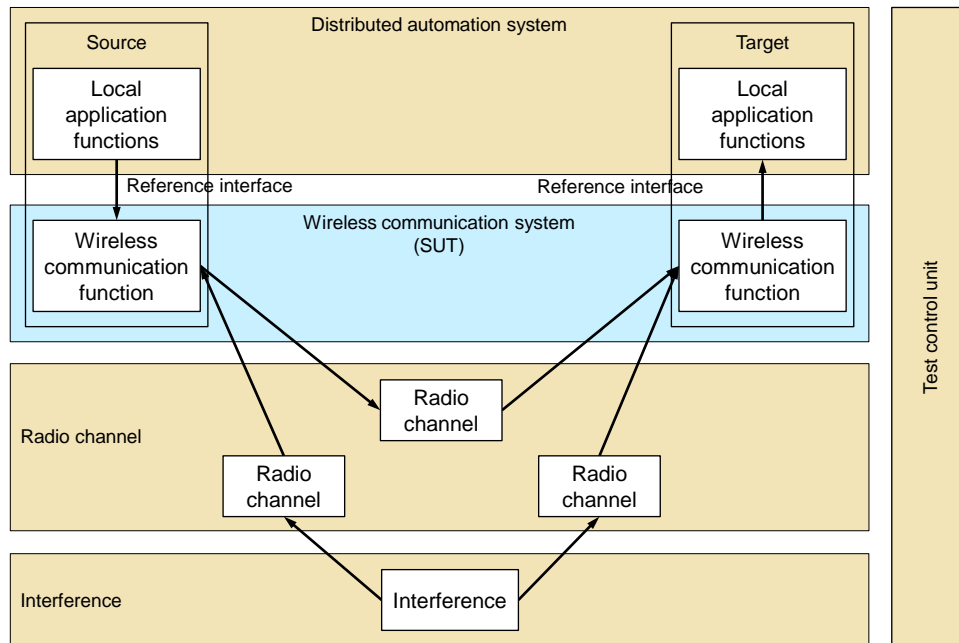 Distributed automation system
Source
Target
Local
application
functions
Local
application
functions
Reference interface
Reference interface
Wireless communication system
(SUT)
Wireless
communication
function
Wireless
communication
function
Radio
channel
Radio channel
Radio
channel
Radio
channel
Interference
Interference
Test control unit